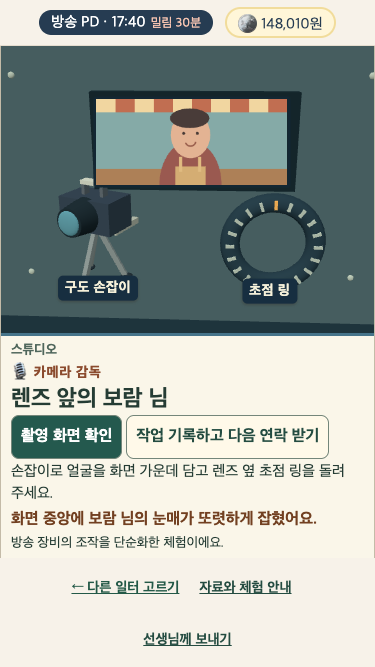 방송 PD · 17:40 밀림 30분
148,010원
구도 손잡이
초점 링
스튜디오
카메라 감독
렌즈 앞의 보람 님
촬영 화면 확인
작업 기록하고 다음 연락 받기
손잡이로 얼굴을 화면 가운데 담고 렌즈 옆 초점 링을 돌려
주세요.
화면 중앙에 보람 님의 눈매가 또렷하게 잡혔어요.
방송 장비의 조작을 단순화한 체험이에요.
← 다른 일터 고르기
자료와 체험 안내
선생님께 보내기